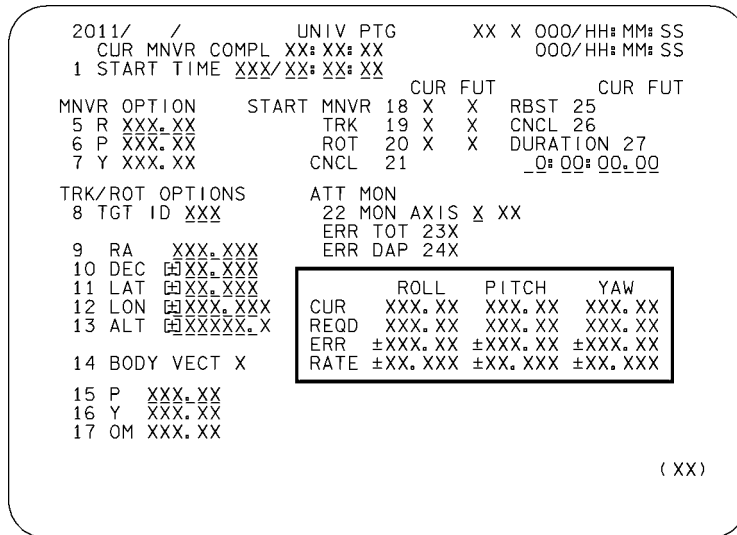 2011/ / UNIV PTG XX X 000/HH:MM:SS
CUR MNVR COMPL XX:XX:XX 000/HH:MM:SS
1 START TIME XXX/XX:XX:XX
CUR FUT CUR FUT
MNVR OPTION START MNVR 18 X X RBST 25
5 R XXX.XX TRK 19 X X CNCL 26
6 P XXX.XX ROT 20 X X DURATION 27
7 Y XXX.XX CNCL 21 0:00:00.00
TRK/ROT OPTIONS ATT MON
8 TGT ID XXX 22 MON AXIS X XX
ERR TOT 23X
9 RA XXX.XXX ERR DAP 24X
10 DEC [±]XX.XXX
11 LAT [±]XX.XXX ROLL PITCH YAW
12 LON [±]XXX.XXX CUR XXX.XX XXX.XX XXX.XX
13 ALT [±]XXXXX.X REQD XXX.XX XXX.XX XXX.XX
ERR ±XXX.XX ±XXX.XX ±XXX.XX
14 BODY VECT X RATE ±XX.XXX ±XX.XXX ±XX.XXX
15 P XXX.XX
16 Y XXX.XX
17 OM XXX.XX
(XX)